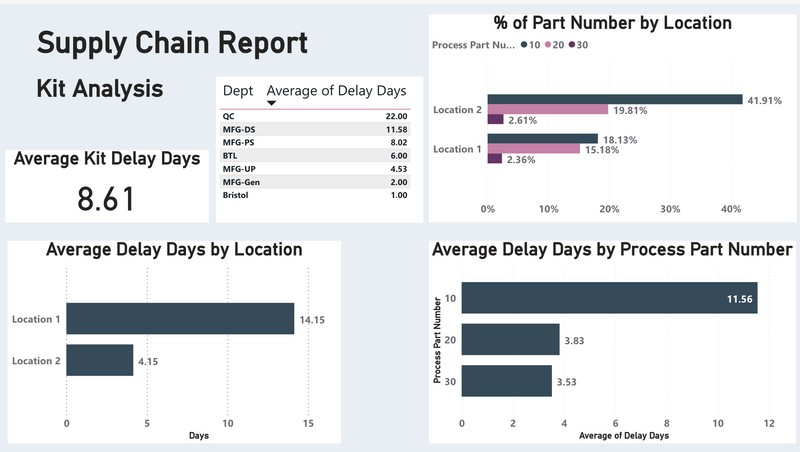 Supply Chain Report
Kit Analysis
Average Kit Delay Days
8.61
Dept Average of Delay Days
QC 22.00
MFG-DS 11.58
MFG-PS 8.02
BTL 6.00
MFG-UP 4.53
MFG-Gen 2.00
Bristol 1.00
% of Part Number by Location
Process Part Nu... 10 20 30
Location 2
41.91%
19.81%
2.61%
Location 1
18.13%
15.18%
2.36%
0% 10% 20% 30% 40%
Average Delay Days by Location
Location 1 14.15
Location 2 4.15
0 5 10 15
Days
Average Delay Days by Process Part Number
Process Part Number
10 11.56
20 3.83
30 3.53
0 2 4 6 8 10 12
Average of Delay Days